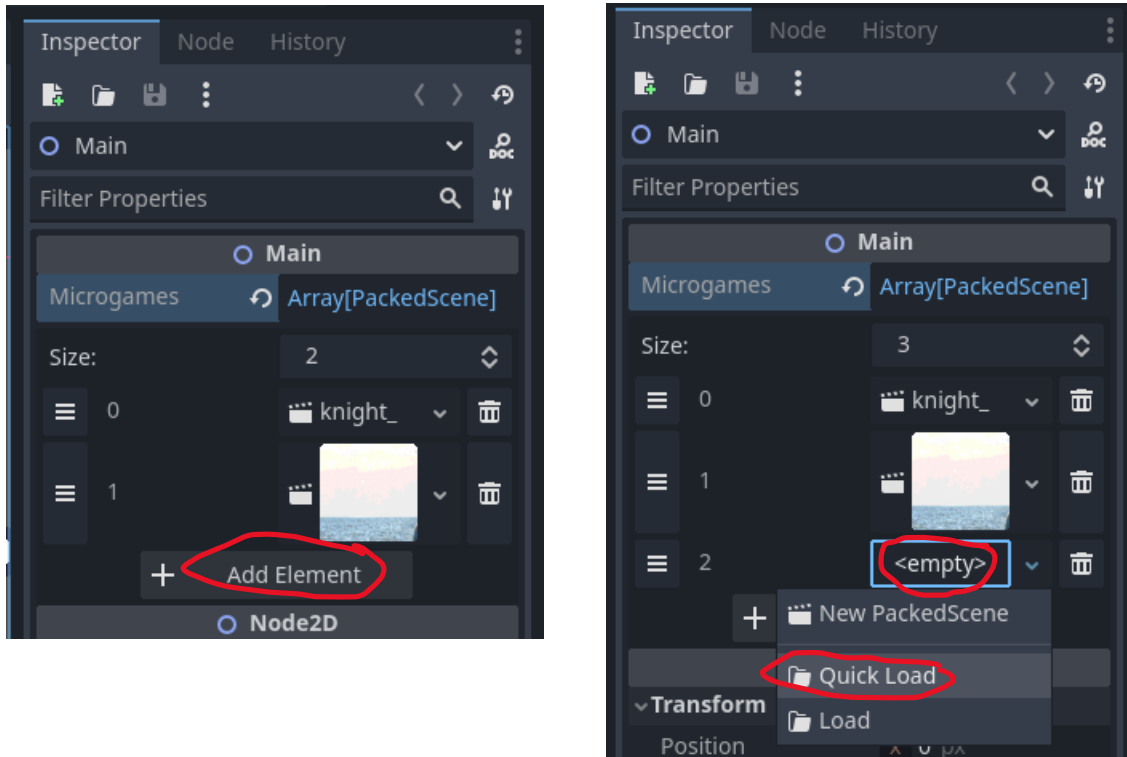 Inspector Node History
Main
DOC
Filter Properties
Main
Microgames Array[PackedScene]
Size: 2
0 knight_
1
Add Element
Node2D
Inspector Node History
Main
DOC
Filter Properties
Main
Microgames Array[PackedScene]
Size: 3
0 knight_
1
2 <empty>
New PackedScene
Quick Load
Transform
Load
Position x 0 px